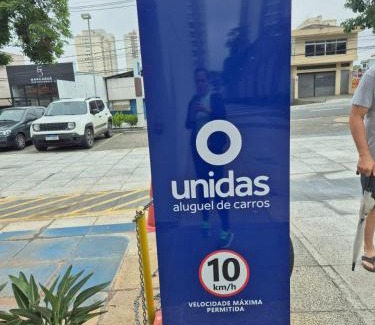 unidas
aluguel de carros
10
km/h
VELOCIDADE MÁXIMA
PERMITIDA